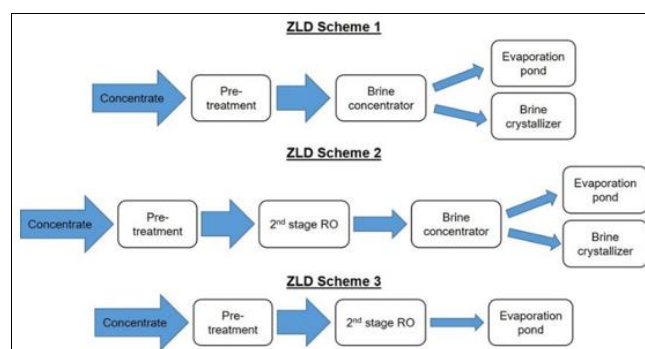 ZLD Scheme 1
Concentrate
Pre-
treatment
Brine
concentrator
Evaporation
pond
Brine
crystallizer
ZLD Scheme 2
Concentrate
Pre-
treatment
2nd stage RO
Brine
concentrator
Evaporation
pond
Brine
crystallizer
ZLD Scheme 3
Concentrate
Pre-
treatment
2nd stage RO
Evaporation
pond